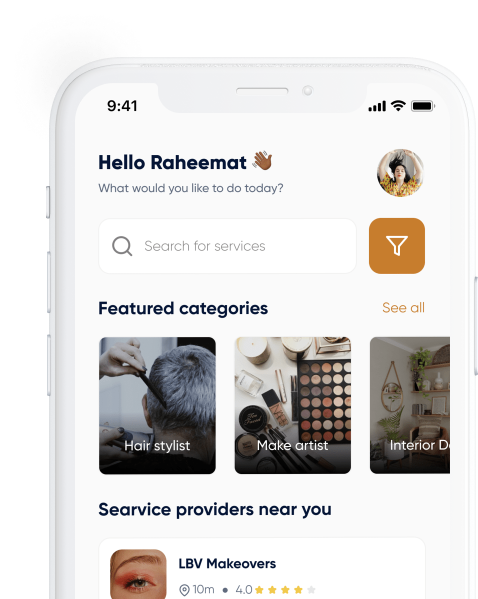 9:41
Hello Raheemat 👋🏾
What would you like to do today?
Search for services
Featured categories
See all
Hair stylist
Make artist
Interior De
Searvice providers near you
LBV Makeovers
10m • 4.0